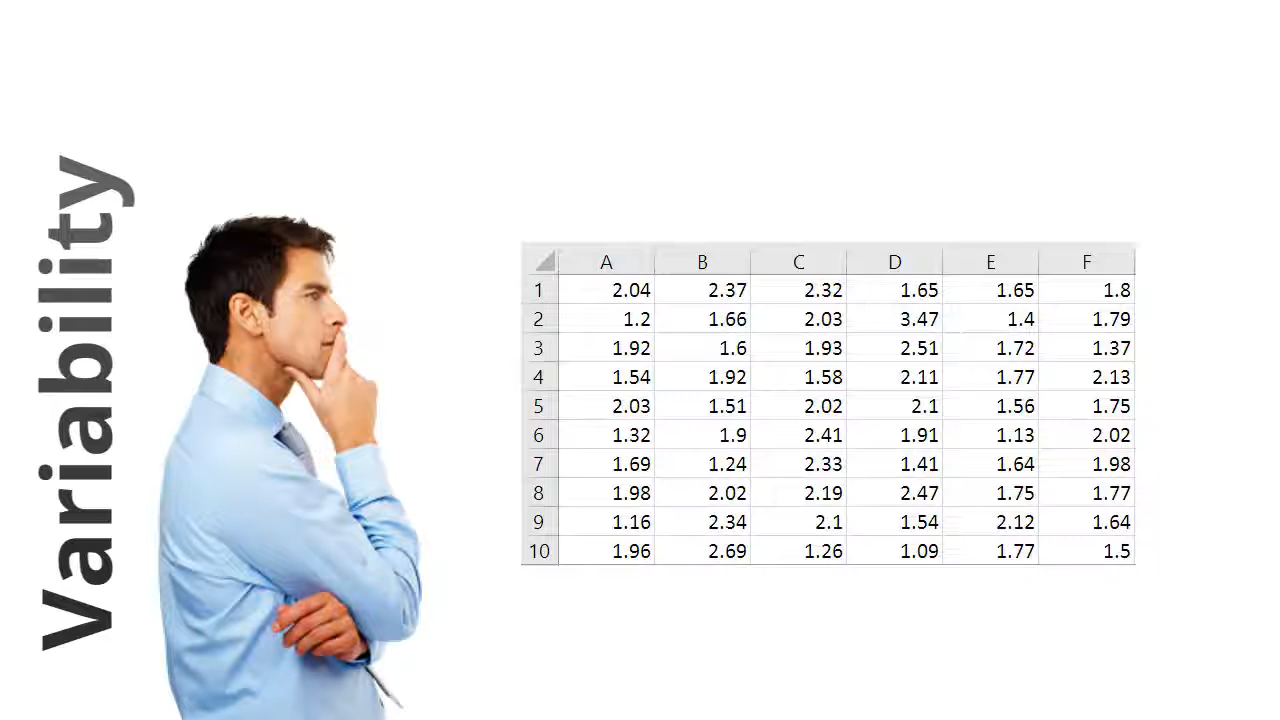 Variability
A B C D E F
1 2.04 2.37 2.32 1.65 1.65 1.8
2 1.2 1.66 2.03 3.47 1.4 1.79
3 1.92 1.6 1.93 2.51 1.72 1.37
4 1.54 1.92 1.58 2.11 1.77 2.13
5 2.03 1.51 2.02 2.1 1.56 1.75
6 1.32 1.9 2.41 1.91 1.13 2.02
7 1.69 1.24 2.33 1.41 1.64 1.98
8 1.98 2.02 2.19 2.47 1.75 1.77
9 1.16 2.34 2.1 1.54 2.12 1.64
10 1.96 2.69 1.26 1.09 1.77 1.5